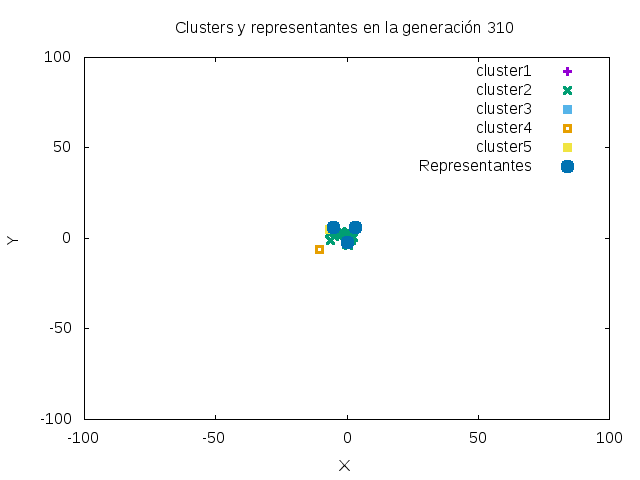 Clusters y representantes en la generación 310
100
50
0
-50
-100
-100
-50
0
50
100
X
Y
cluster1
cluster2
cluster3
cluster4
cluster5
Representantes